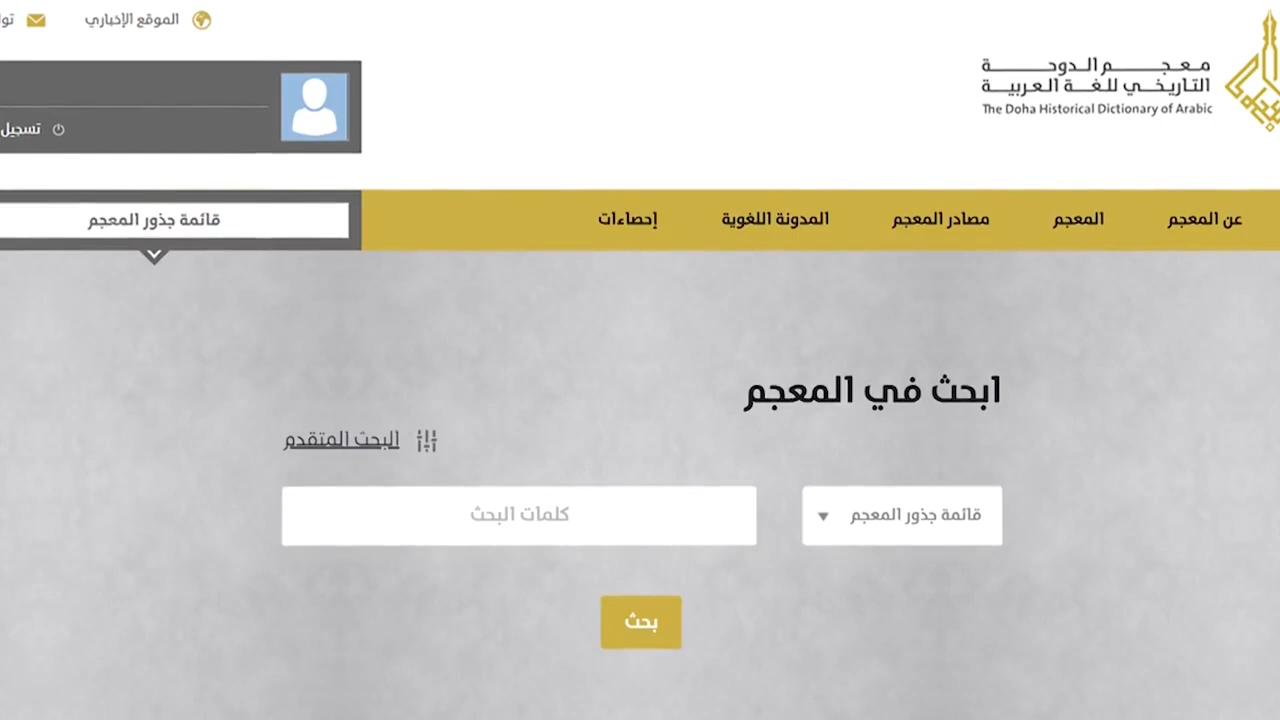 الموقع الإخباري
معجم الدوحة
التاريخي للغة العربية
The Doha Historical Dictionary of Arabic
تسجيل
عن المعجم
المعجم
مصادر المعجم
المدونة اللغوية
إحصاءات
قائمة جذور المعجم
ابحث في المعجم
البحث المتقدم
قائمة جذور المعجم
كلمات البحث
بحث